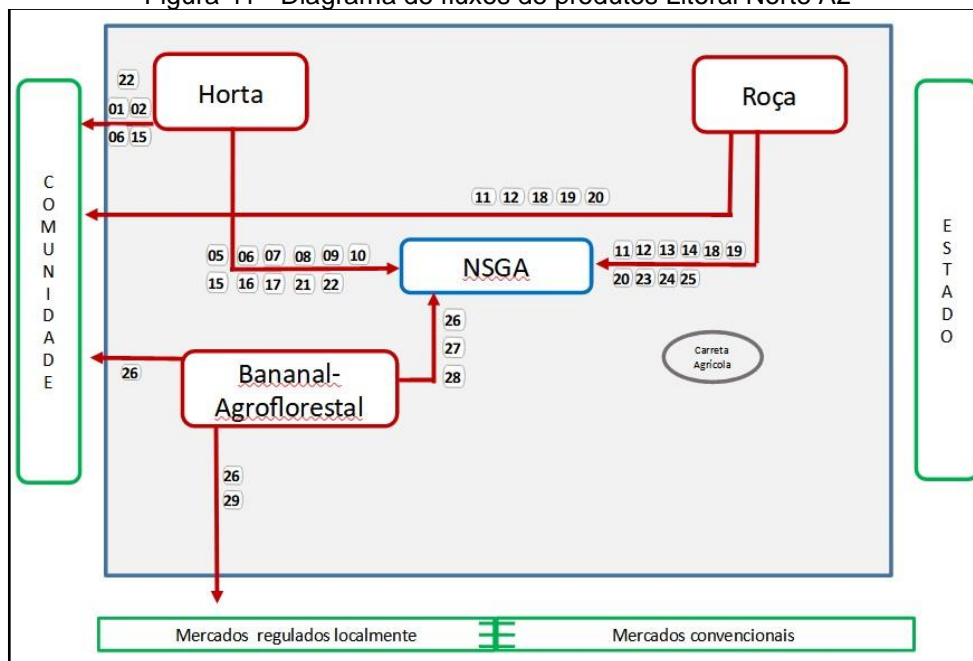 Figura 41 - Diagrama de fluxos de produtos Litoral Norte A2
22
01 02
06 15
Horta
Roça
COMUNIDADE
11 12 18 19 20
05 06 07 08 09 10
15 16 17 21 22
NSGA
11 12 13 14 18 19
20 23 24 25
ESTADO
26
27
28
Carreta
Agrícola
26
Bananal-
Agroflorestal
26
29
Mercados regulados localmente
Mercados convencionais